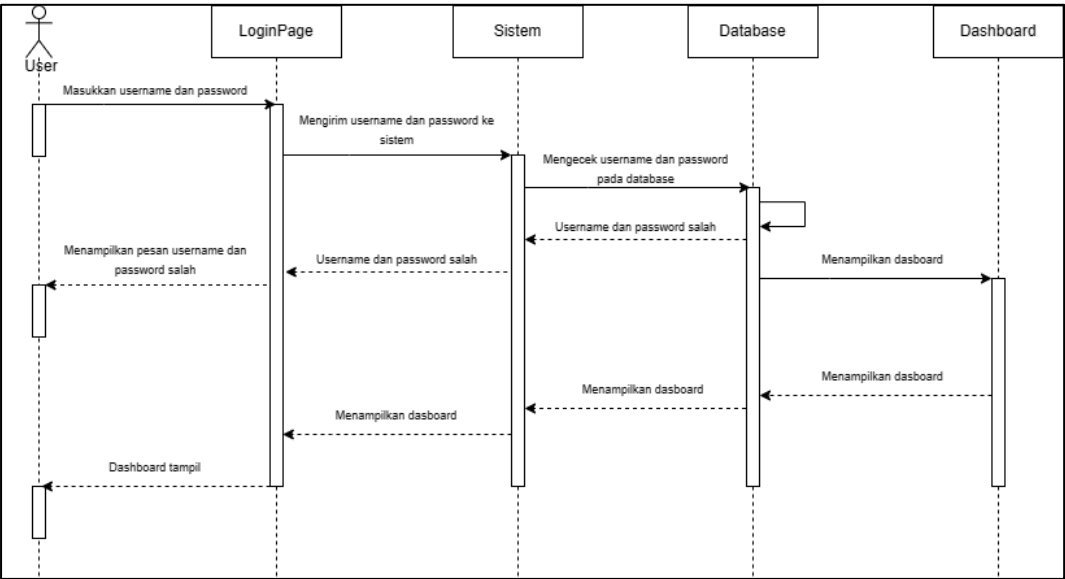 User
LoginPage
Sistem
Database
Dashboard
Masukkan username dan password
Mengirim username dan password ke
sistem
Mengecek username dan password
pada database
Username dan password salah
Username dan password salah
Menampilkan pesan username dan
password salah
Menampilkan dasboard
Menampilkan dasboard
Menampilkan dasboard
Menampilkan dasboard
Dashboard tampil